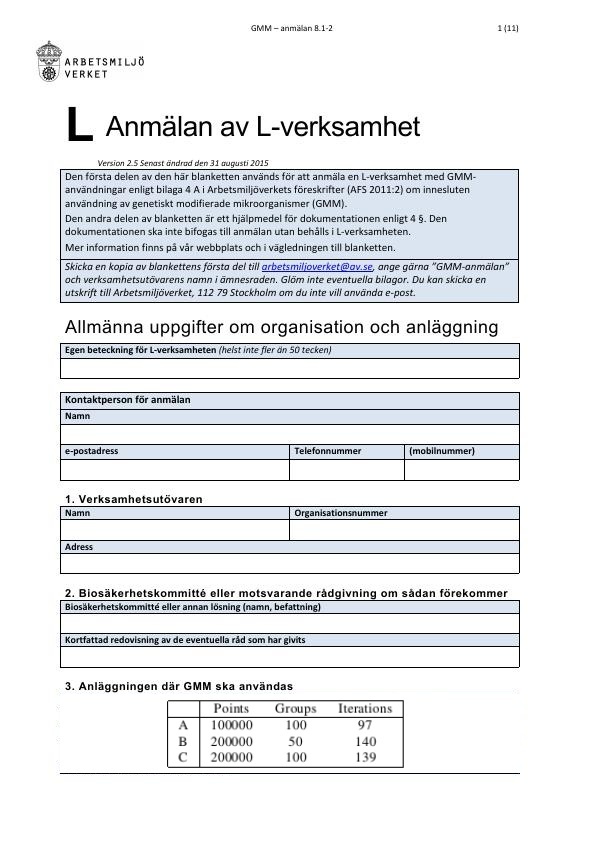 GMM – anmälan 8.1-2 1 (11)
ARBETSMILJÖ
VERKET
L Anmälan av L-verksamhet
Version 2.5 Senast ändrad den 31 augusti 2015
Den första delen av den här blanketten används för att anmäla en L-verksamhet med GMM-
användningar enligt bilaga 4 A i Arbetsmiljöverkets föreskrifter (AFS 2011:2) om innesluten
användning av genetiskt modifierade mikroorganismer (GMM).
Den andra delen av blanketten är ett hjälpmedel för dokumentationen enligt 4 §. Den
dokumentationen ska inte bifogas till anmälan utan behålls i L-verksamheten.
Mer information finns på vår webbplats och i vägledningen till blanketten.
Skicka en kopia av blankettens första del till arbetsmiljoverket@av.se, ange gärna ”GMM-anmälan”
och verksamhetsutövarens namn i ämnesraden. Glöm inte eventuella bilagor. Du kan skicka en
utskrift till Arbetsmiljöverket, 112 79 Stockholm om du inte vill använda e-post.
Allmänna uppgifter om organisation och anläggning
Egen beteckning för L-verksamheten (helst inte fler än 50 tecken)
Kontaktperson för anmälan
Namn
e-postadress Telefonnummer (mobilnummer)
1. Verksamhetsutövaren
Namn Organisationsnummer
Adress
2. Biosäkerhetskommitté eller motsvarande rådgivning om sådan förekommer
Biosäkerhetskommitté eller annan lösning (namn, befattning)
Kortfattad redovisning av de eventuella råd som har givits
3. Anläggningen där GMM ska användas
Points Groups Iterations
A 100000 100 97
B 200000 50 140
C 200000 100 139